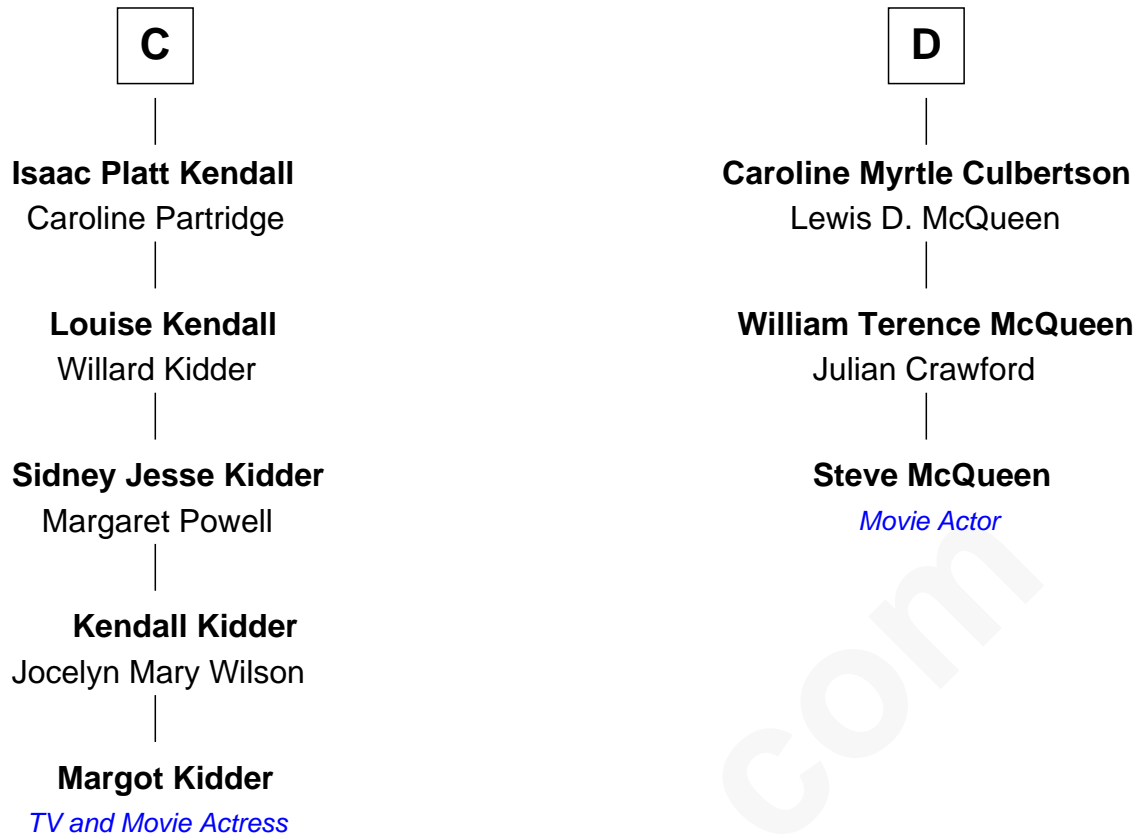 C
Isaac Platt Kendall
Caroline Partridge
Louise Kendall
Willard Kidder
Sidney Jesse Kidder
Margaret Powell
Kendall Kidder
Jocelyn Mary Wilson
Margot Kidder
TV and Movie Actress
D
Caroline Myrtle Culbertson
Lewis D. McQueen
William Terence McQueen
Julian Crawford
Steve McQueen
Movie Actor
com